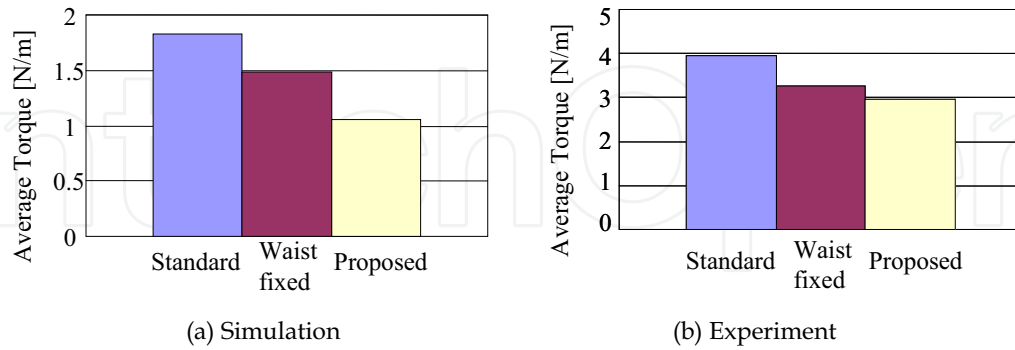 2
1.5
1
0.5
0
Average Torque [N/m]
Standard
Waist
fixed
Proposed
(a) Simulation
5
4
3
2
1
0
Average Torque [N/m]
Standard
Waist
fixed
Proposed
(b) Experiment